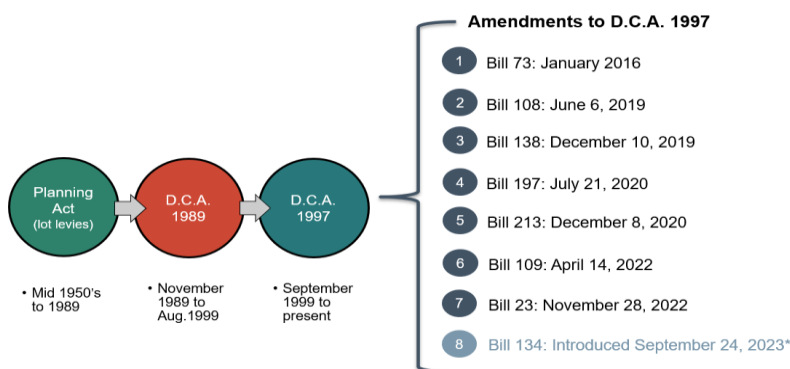 Amendments to D.C.A. 1997
1 Bill 73: January 2016
2 Bill 108: June 6, 2019
3 Bill 138: December 10, 2019
4 Bill 197: July 21, 2020
5 Bill 213: December 8, 2020
6 Bill 109: April 14, 2022
7 Bill 23: November 28, 2022
8 Bill 134: Introduced September 24, 2023*
Planning
Act
(lot levies)
D.C.A.
1989
D.C.A.
1997
• Mid 1950's
to 1989
• November
1989 to
Aug.1999
• September
1999 to
present